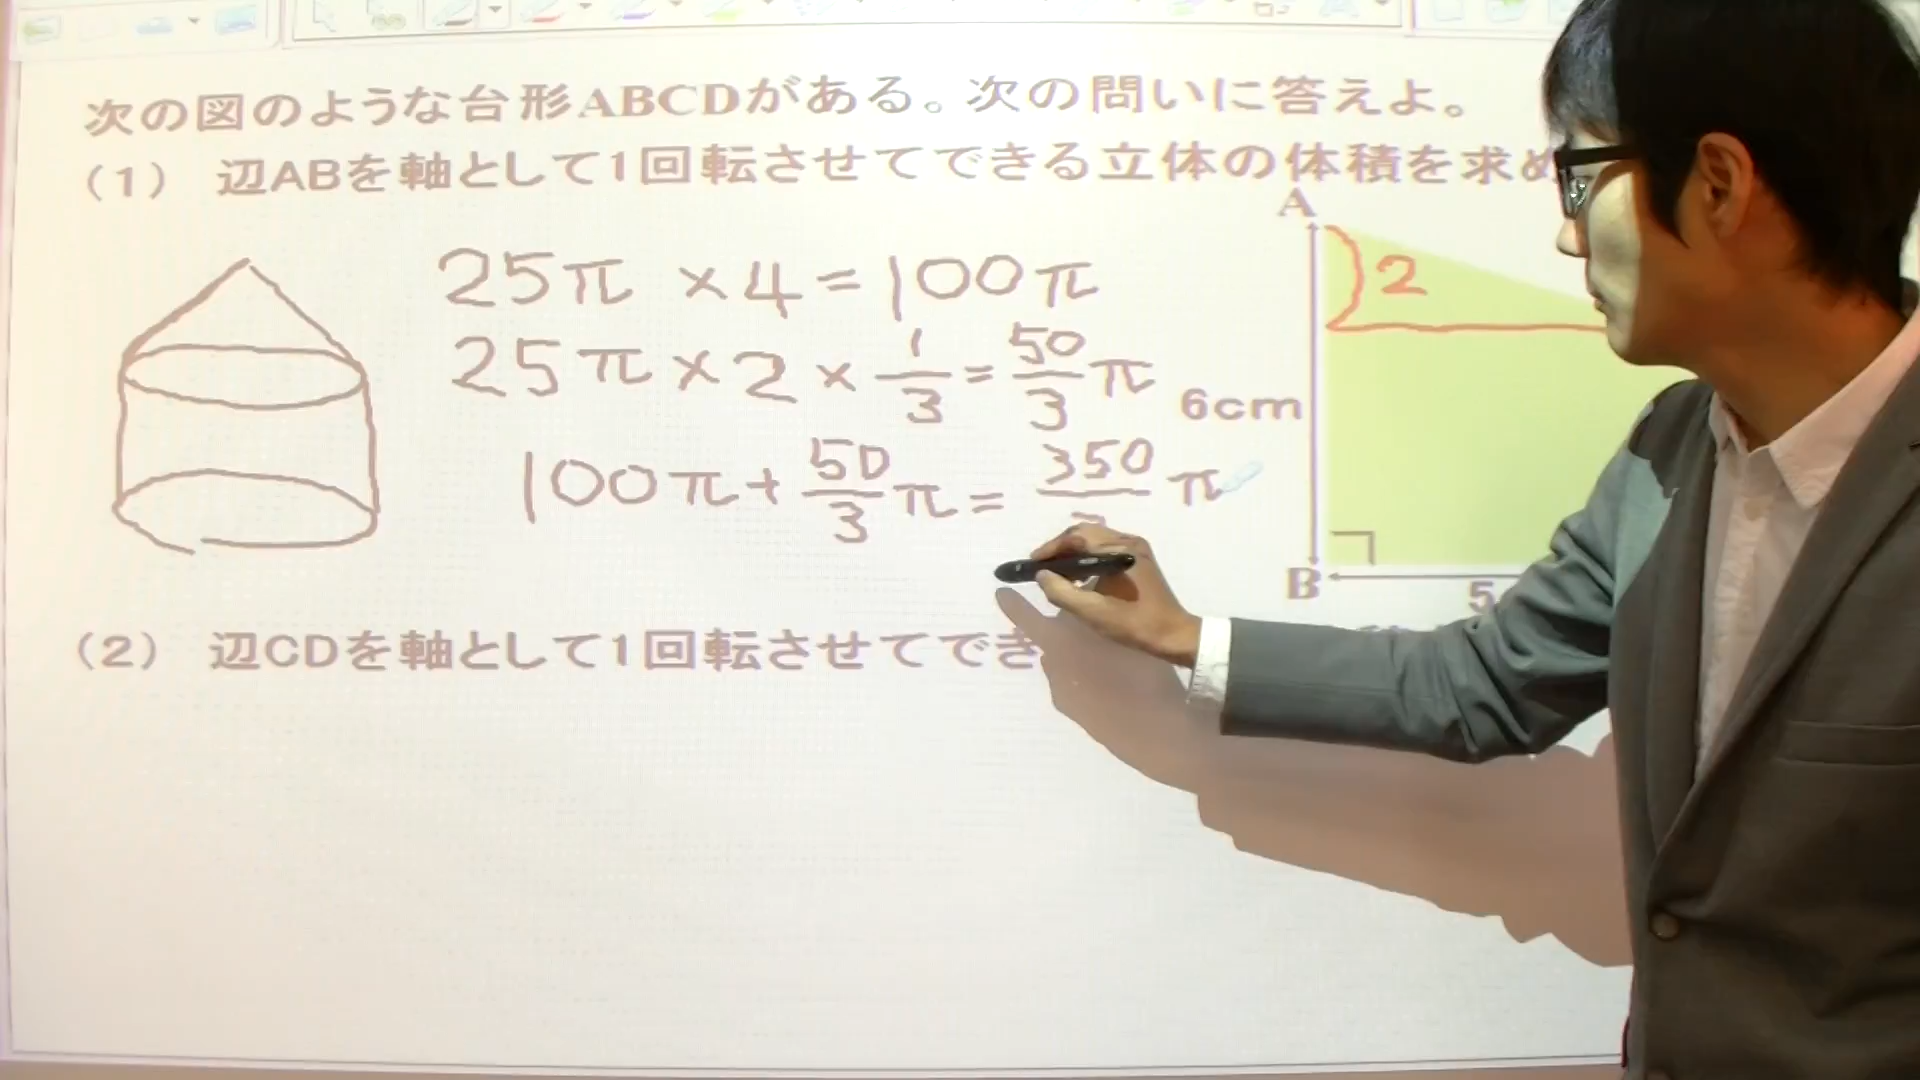 次の図のような台形ABCDがある。次の問いに答えよ。
(1) 辺ABを軸として1回転させてできる立体の体積を求め
25π×4=100π
25π×2×1/3=50/3π
100π+50/3π=350/ π
A
2
6cm
B
5
(2) 辺CDを軸として1回転させてでき